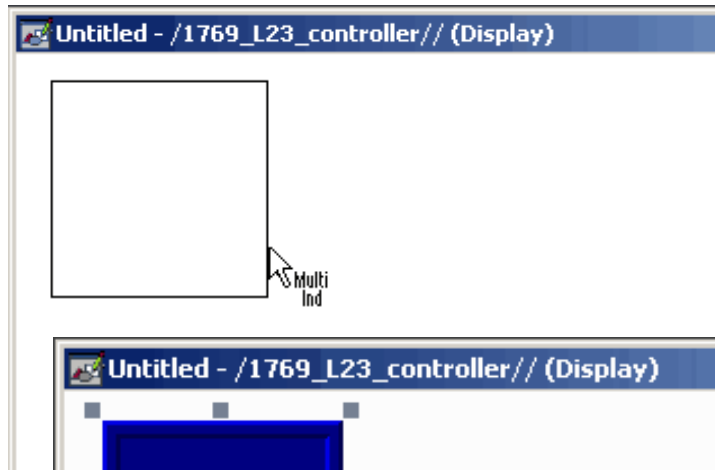 Untitled - /1769_L23_controller// (Display)
Multi
Ind
Untitled - /1769_L23_controller// (Display)